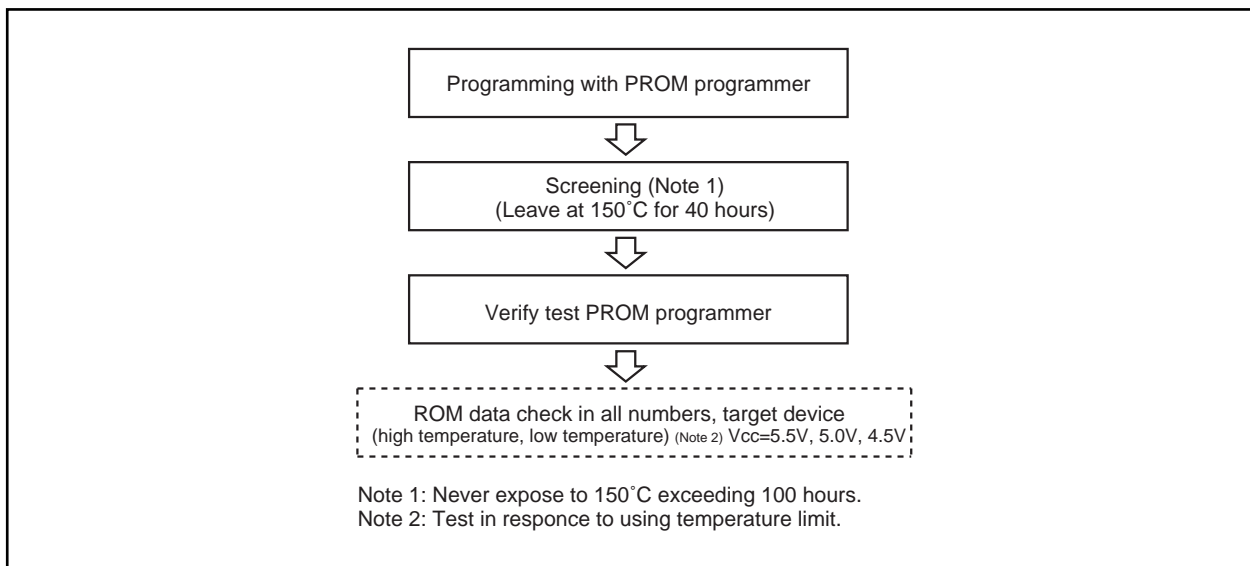 Programming with PROM programmer
Screening (Note 1)
(Leave at 150˚C for 40 hours)
Verify test PROM programmer
ROM data check in all numbers, target device
(high temperature, low temperature) (Note 2) Vcc=5.5V, 5.0V, 4.5V
Note 1: Never expose to 150˚C exceeding 100 hours.
Note 2: Test in responce to using temperature limit.